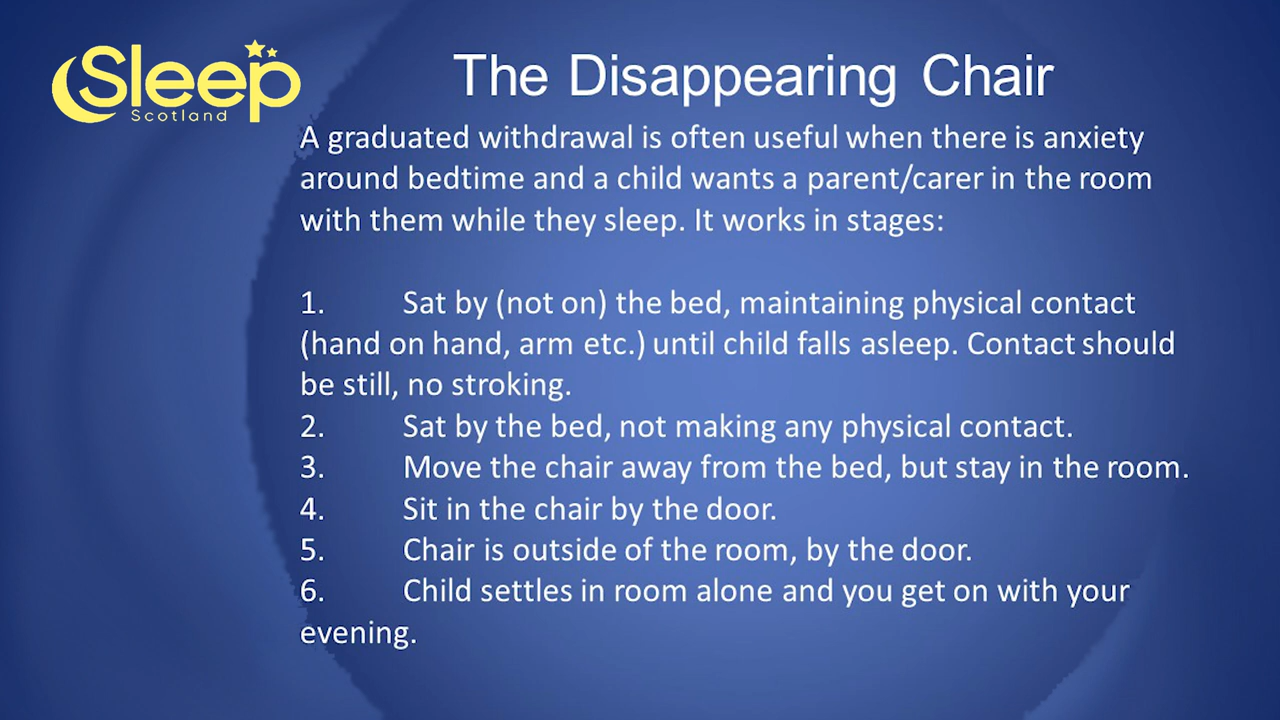 Sleep
Scotland
The Disappearing Chair
A graduated withdrawal is often useful when there is anxiety
around bedtime and a child wants a parent/carer in the room
with them while they sleep. It works in stages:
1. Sat by (not on) the bed, maintaining physical contact
(hand on hand, arm etc.) until child falls asleep. Contact should
be still, no stroking.
2. Sat by the bed, not making any physical contact.
3. Move the chair away from the bed, but stay in the room.
4. Sit in the chair by the door.
5. Chair is outside of the room, by the door.
6. Child settles in room alone and you get on with your
evening.